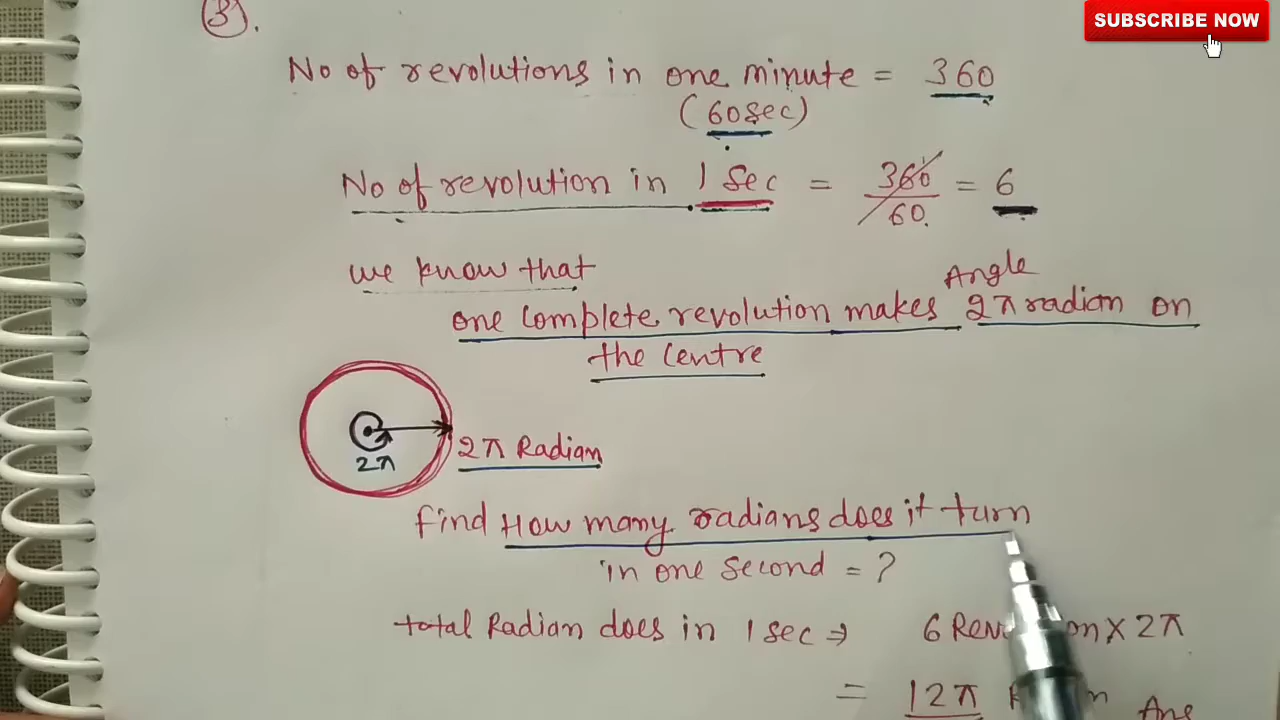 SUBSCRIBE NOW
3.
No of revolutions in one minute = 360
(60sec)
No of revolution in 1 Sec = 360/60 = 6
we know that
Angle
one complete revolution makes 2π radian on
the Centre
2π
2π Radian
find How many radians does it turn
in one second = ?
total Radian does in 1 sec ⇒ 6 × 2π
= 12π Ans